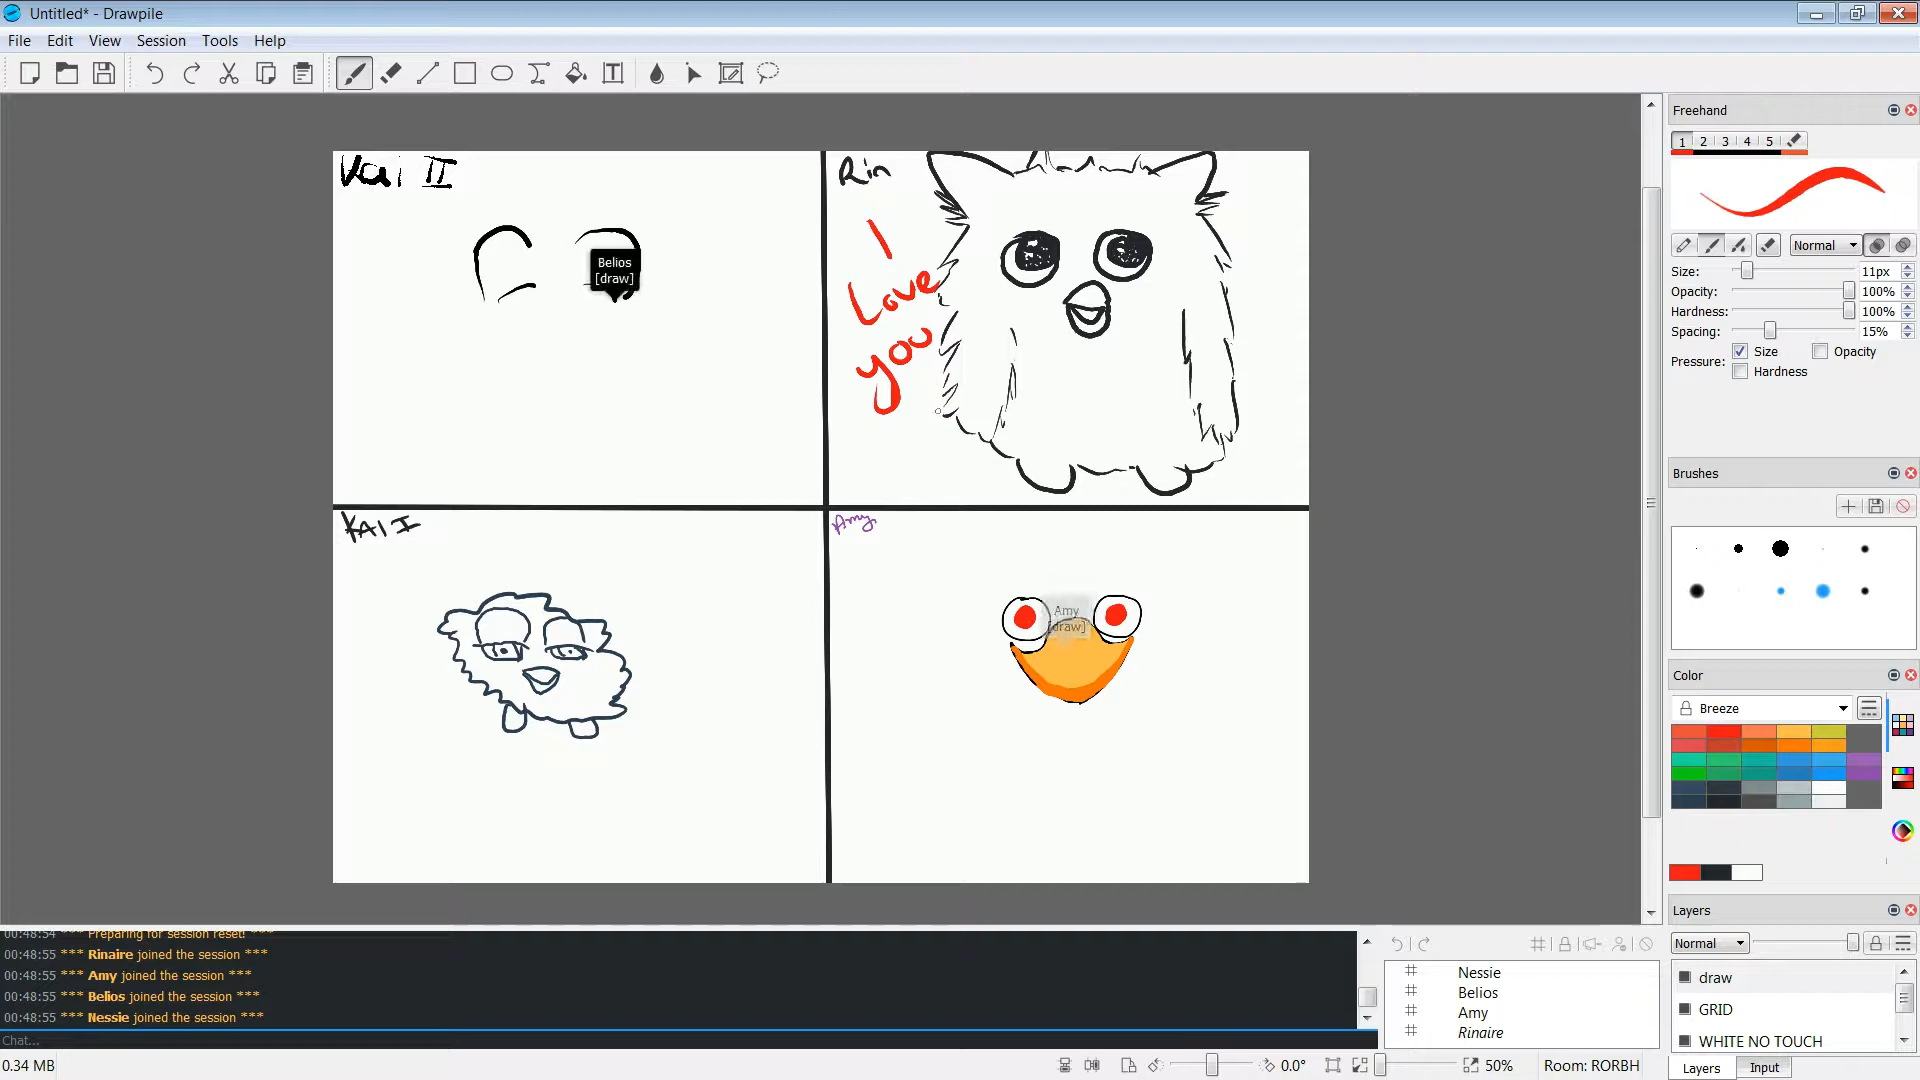 Untitled* - Drawpile
File Edit View Session Tools Help
Kai II
Belios
[draw]
Rin
I
Love
you
KAI I
Amy
Amy
[draw]
Freehand
1 2 3 4 5
Normal
Size: 11px
Opacity: 100%
Hardness: 100%
Spacing: 15%
Pressure: Size Opacity
Hardness
Brushes
Color
Breeze
Layers
Normal
draw
GRID
WHITE NO TOUCH
Layers Input
00:48:54 *** Preparing for session reset! ***
00:48:55 *** Rinaire joined the session ***
00:48:55 *** Amy joined the session ***
00:48:55 *** Belios joined the session ***
00:48:55 *** Nessie joined the session ***
Chat...
# Nessie
# Belios
# Amy
# Rinaire
0.34 MB
0.0°
50%
Room: RORBH